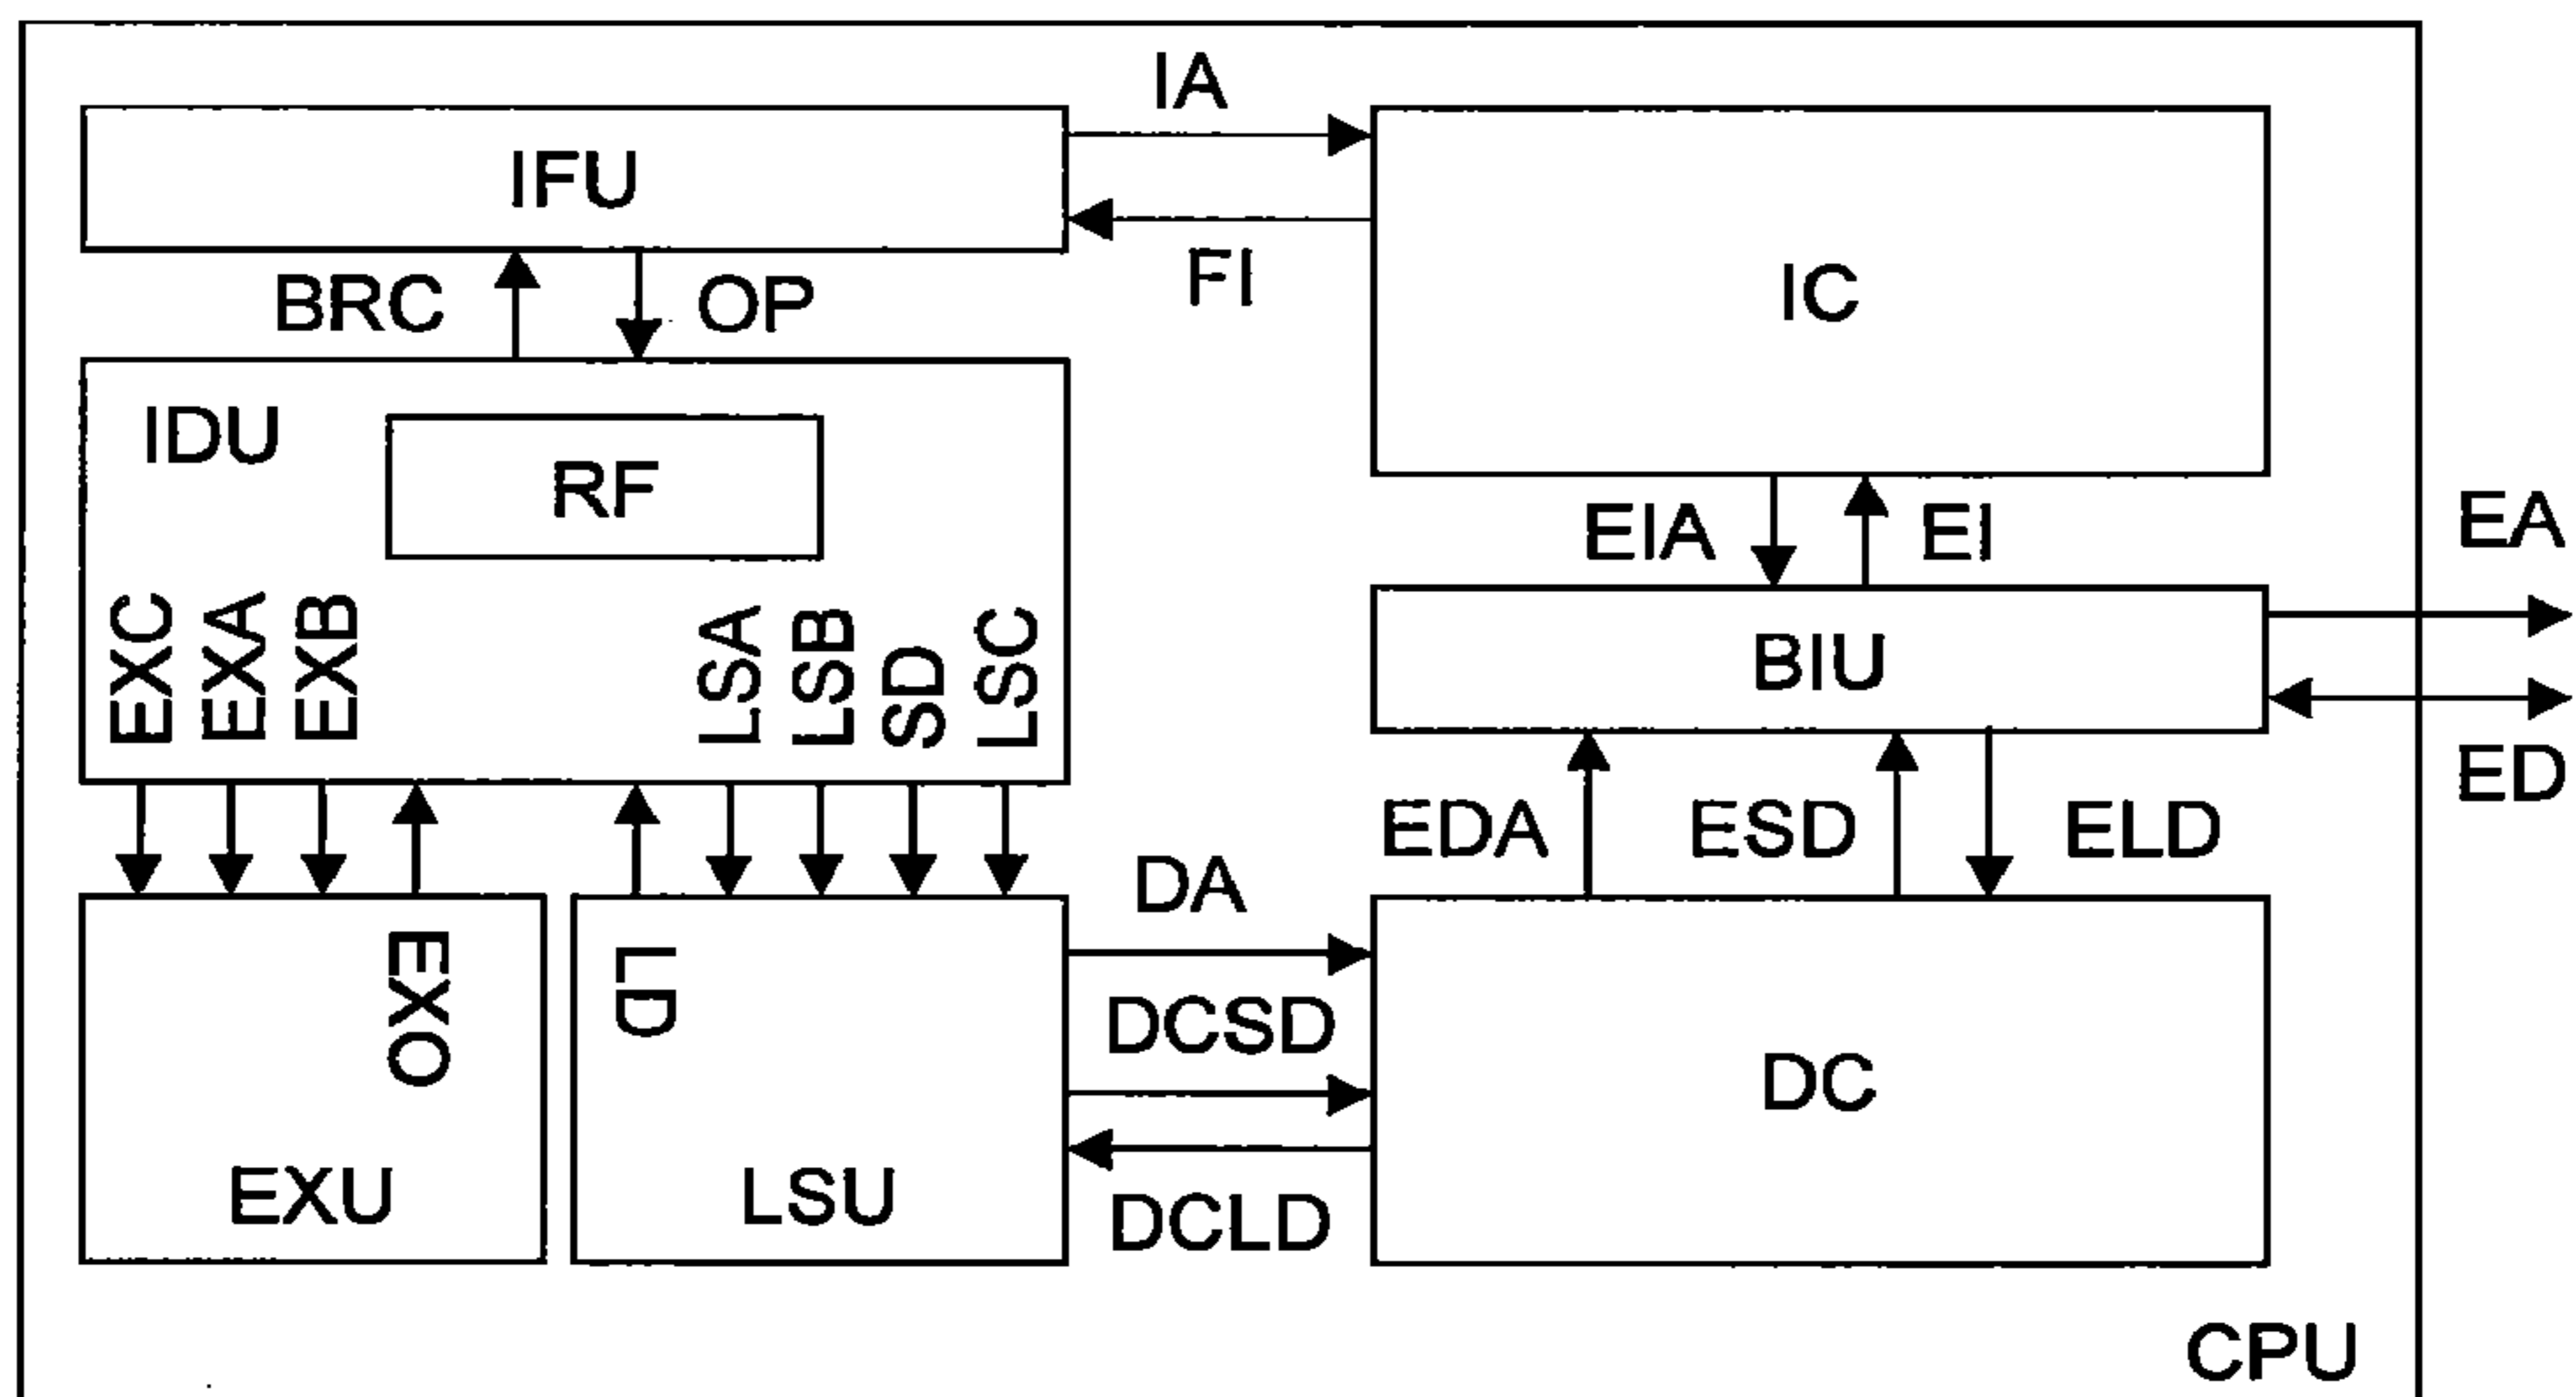 IA
IFU
FI
IC
BRC
OP
IDU
RF
EXC
EXA
EXB
LSA
LSB
SD
LSC
EIA
EI
EA
BIU
ED
EDA
ESD
ELD
EXO
LD
DA
DCSD
DC
EXU
LSU
DCLD
CPU